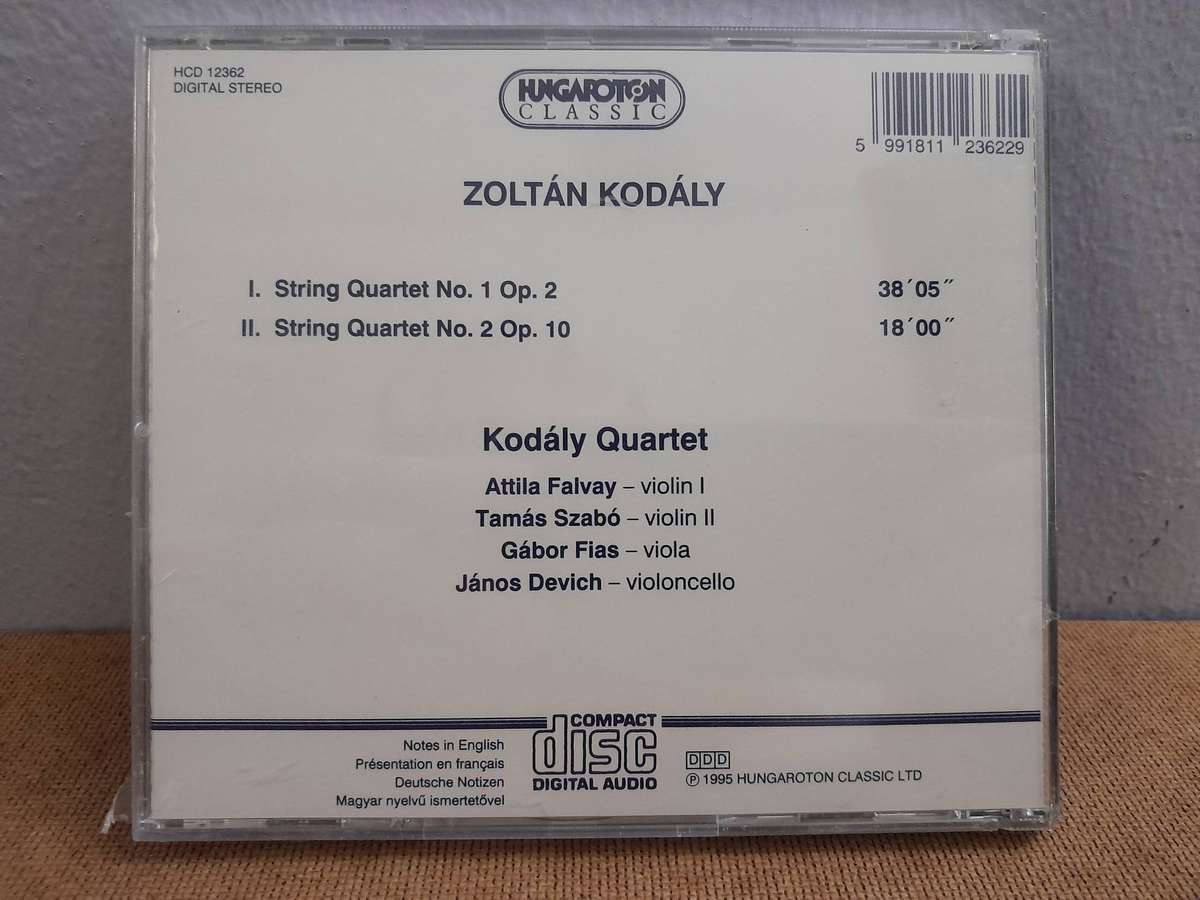 HCD 12362
DIGITAL STEREO
HUNGAROTON
CLASSIC
5 991811 236229
ZOLTÁN KODÁLY
I. String Quartet No. 1 Op. 2 38´05˝
II. String Quartet No. 2 Op. 10 18´00˝
Kodály Quartet
Attila Falvay – violin I
Tamás Szabó – violin II
Gábor Fias – viola
János Devich – violoncello
Notes in English
Présentation en français
Deutsche Notizen
Magyar nyelvű ismertetővel
COMPACT
disc
DIGITAL AUDIO
DDD
℗ 1995 HUNGAROTON CLASSIC LTD